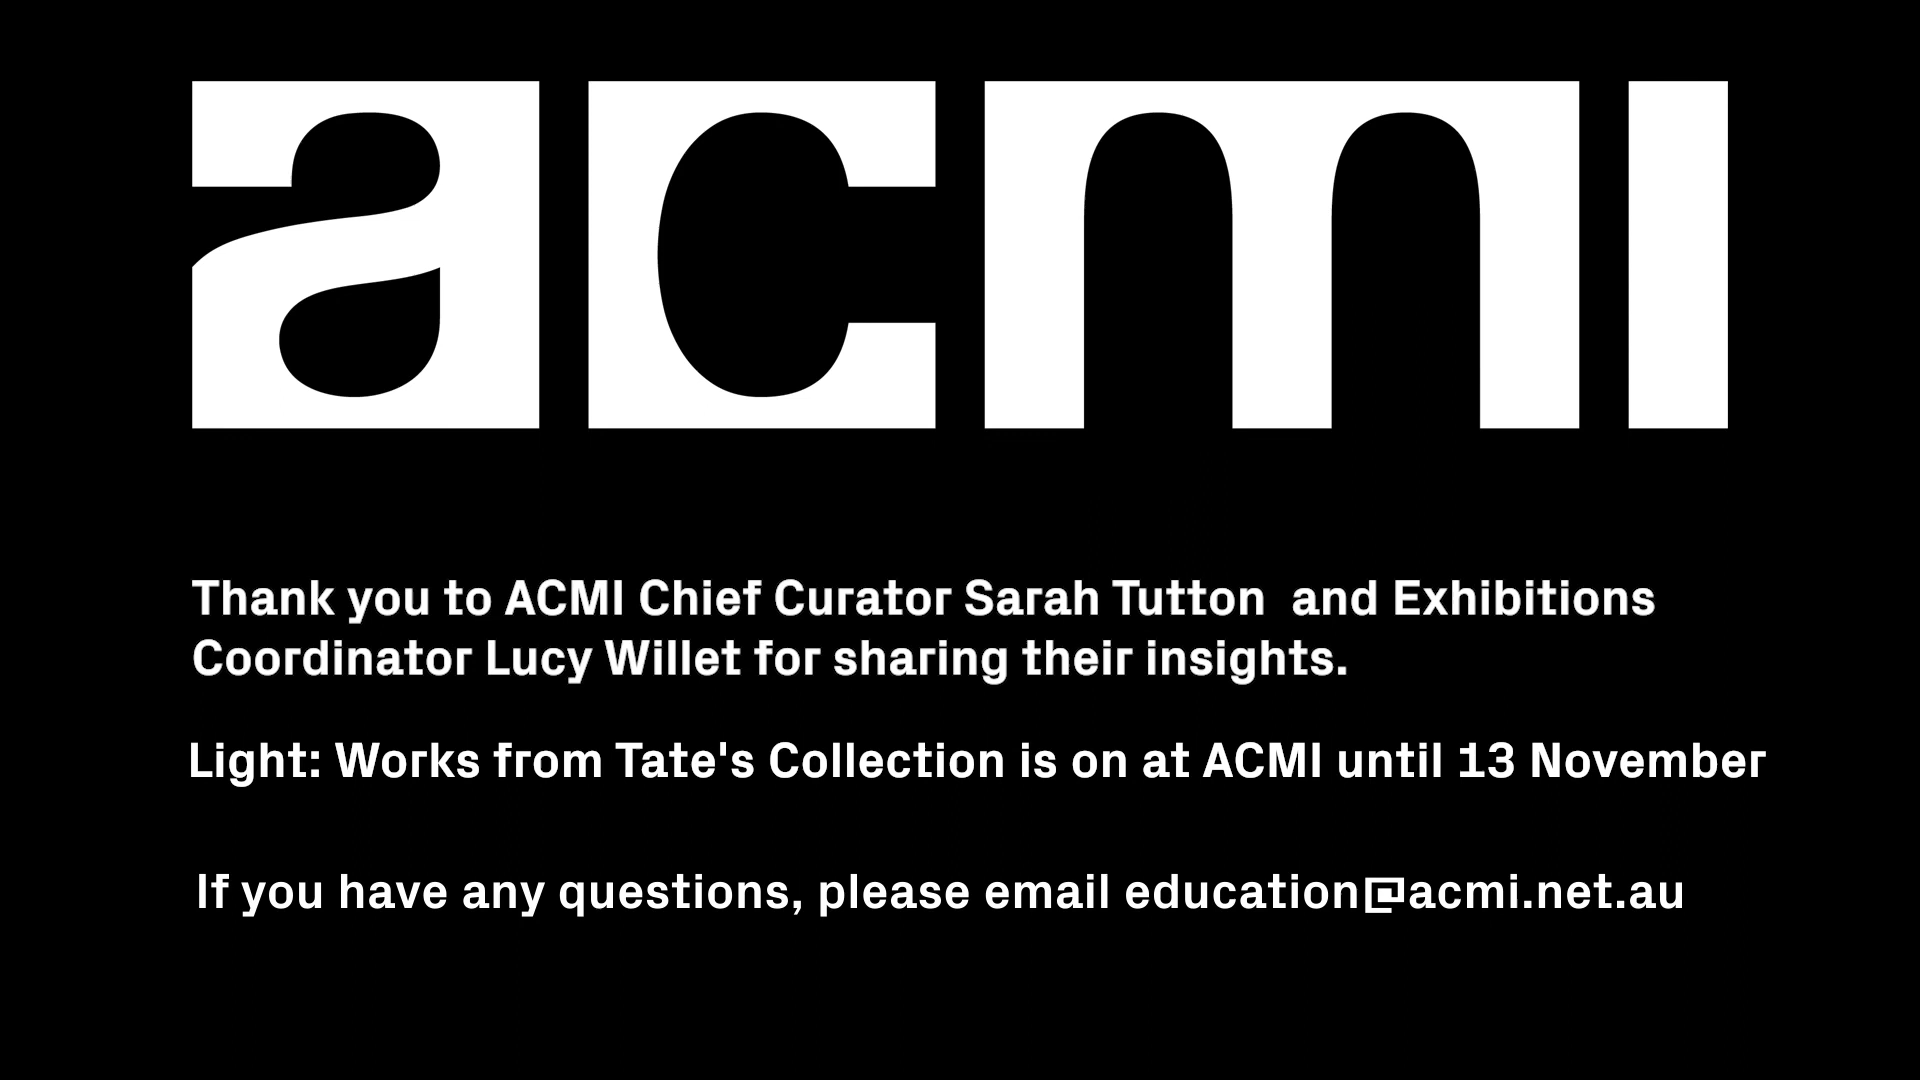 acmi
Thank you to ACMI Chief Curator Sarah Tutton  and Exhibitions
Coordinator Lucy Willet for sharing their insights.
Light: Works from Tate's Collection is on at ACMI until 13 November
If you have any questions, please email education@acmi.net.au